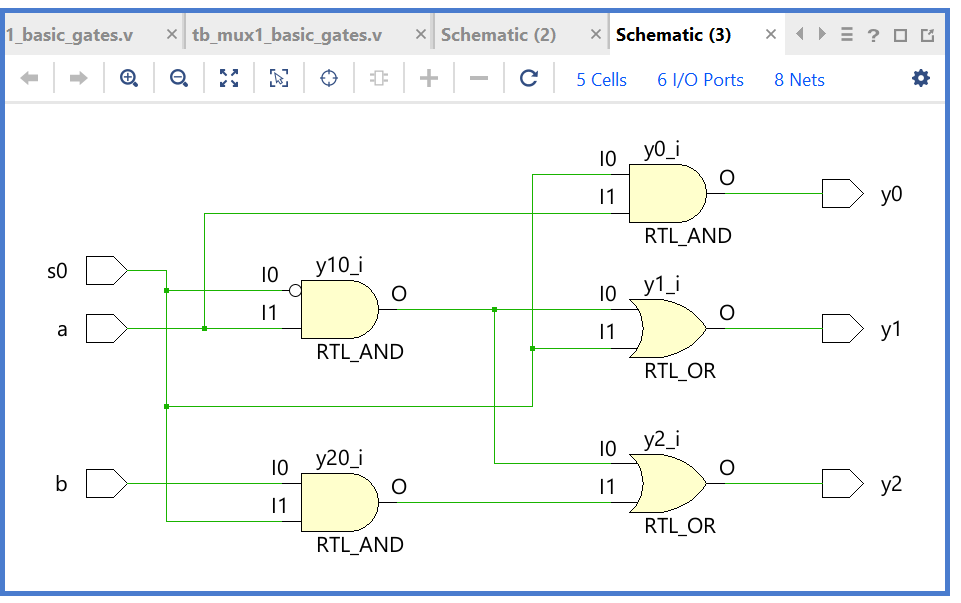 1_basic_gates.v × tb_mux1_basic_gates.v × Schematic (2) × Schematic (3) × ?
5 Cells 6 I/O Ports 8 Nets
y0_i
I0
O
I1
y0
RTL_AND
s0
y10_i
I0
O
I1
a
RTL_AND
y1_i
I0
O
I1
y1
RTL_OR
b
y20_i
I0
O
I1
RTL_AND
y2_i
I0
O
I1
y2
RTL_OR